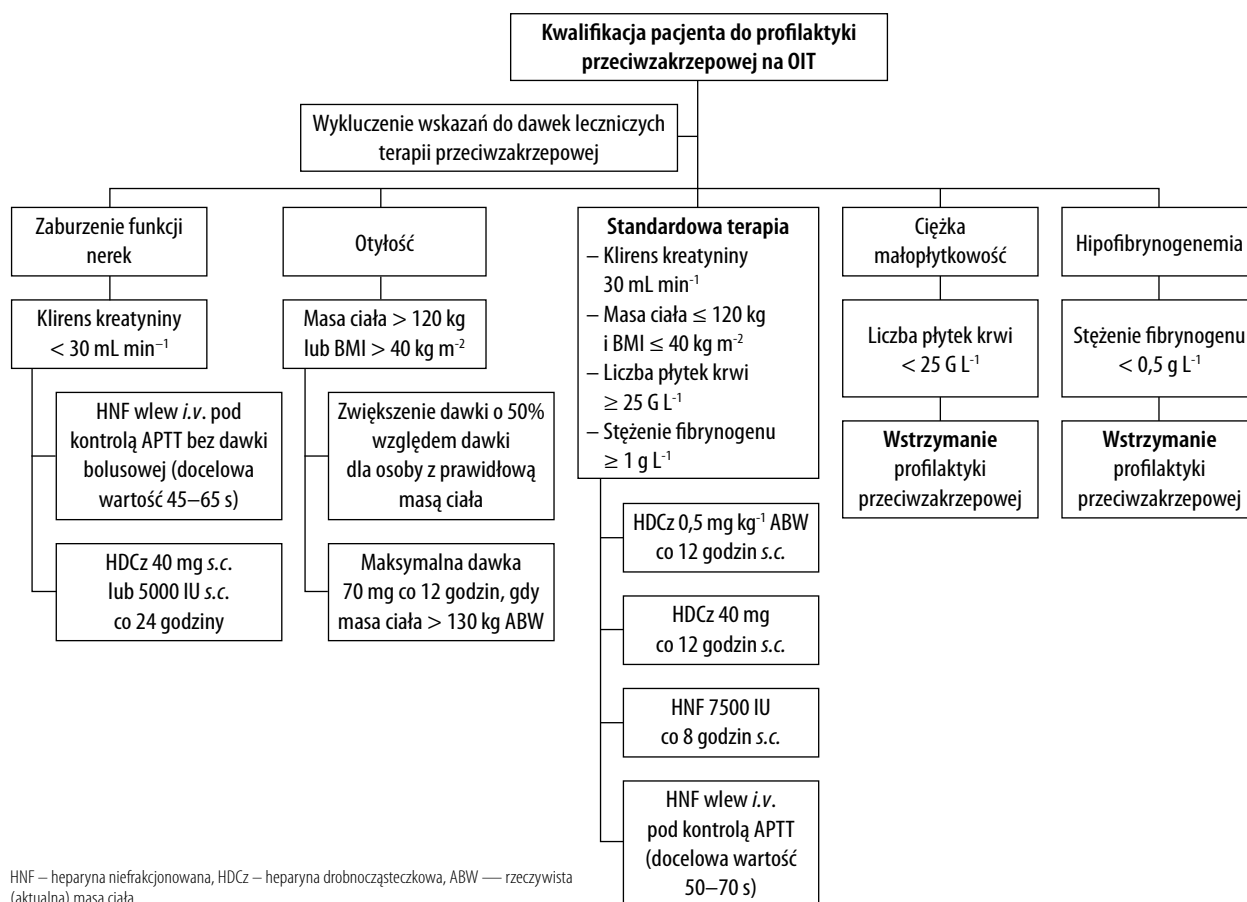 Kwalifikacja pacjenta do profilaktyki
przeciwzakrzepowej na OIT
Wykluczenie wskazań do dawek leczniczych
terapii przeciwzakrzepowej
Zaburzenie funkcji
nerek
Klirens kreatyniny
< 30 mL min⁻¹
HNF wlew i.v. pod
kontrolą APTT bez dawki
bolusowej (docelowa
wartość 45–65 s)
HDCz 40 mg s.c.
lub 5000 IU s.c.
co 24 godziny
Otyłość
Masa ciała > 120 kg
lub BMI > 40 kg m⁻²
Zwiększenie dawki o 50%
względem dawki
dla osoby z prawidłową
masą ciała
Maksymalna dawka
70 mg co 12 godzin, gdy
masa ciała > 130 kg ABW
Standardowa terapia
– Klirens kreatyniny
30 mL min⁻¹
– Masa ciała ≤ 120 kg
i BMI ≤ 40 kg m⁻²
– Liczba płytek krwi
≥ 25 G L⁻¹
– Stężenie fibrynogenu
≥ 1 g L⁻¹
HDCz 0,5 mg kg⁻¹ ABW
co 12 godzin s.c.
HDCz 40 mg
co 12 godzin s.c.
HNF 7500 IU
co 8 godzin s.c.
HNF wlew i.v.
pod kontrolą APTT
(docelowa wartość
50–70 s)
Ciężka
małopłytkowość
Liczba płytek krwi
< 25 G L⁻¹
Wstrzymanie
profilaktyki
przeciwzakrzepowej
Hipofibrynogenemia
Stężenie fibrynogenu
< 0,5 g L⁻¹
Wstrzymanie
profilaktyki
przeciwzakrzepowej
HNF – heparyna niefrakcjonowana, HDCz – heparyna drobnocząsteczkowa, ABW –– rzeczywista
(aktualna) masa ciała